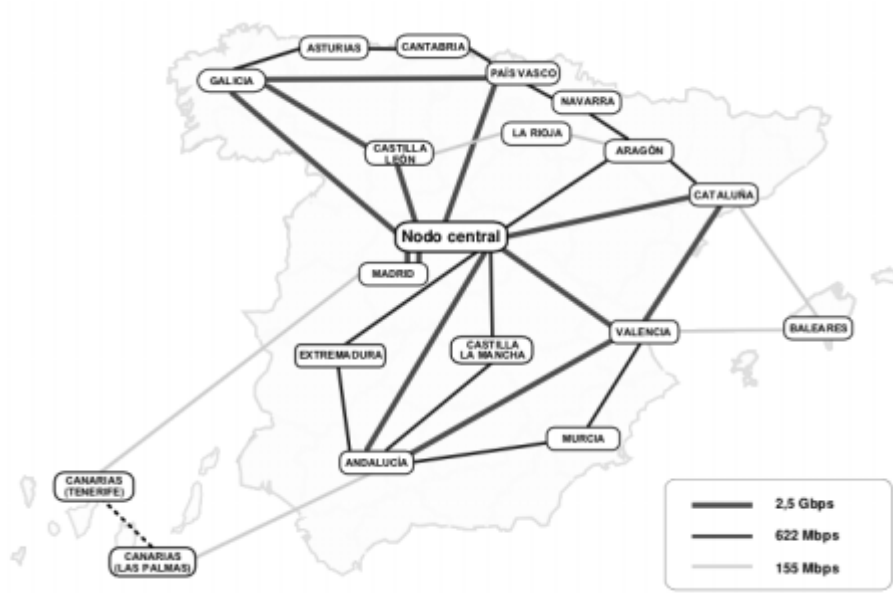 ASTURIAS
CANTABRIA
GALICIA
PAÍS VASCO
NAVARRA
LA RIOJA
CASTILLA
LEÓN
ARAGÓN
CATALUÑA
Nodo central
MADRID
VALENCIA
BALEARES
EXTREMADURA
CASTILLA
LA MANCHA
MURCIA
ANDALUCÍA
CANARIAS
(TENERIFE)
CANARIAS
(LAS PALMAS)
2,5 Gbps
622 Mbps
155 Mbps